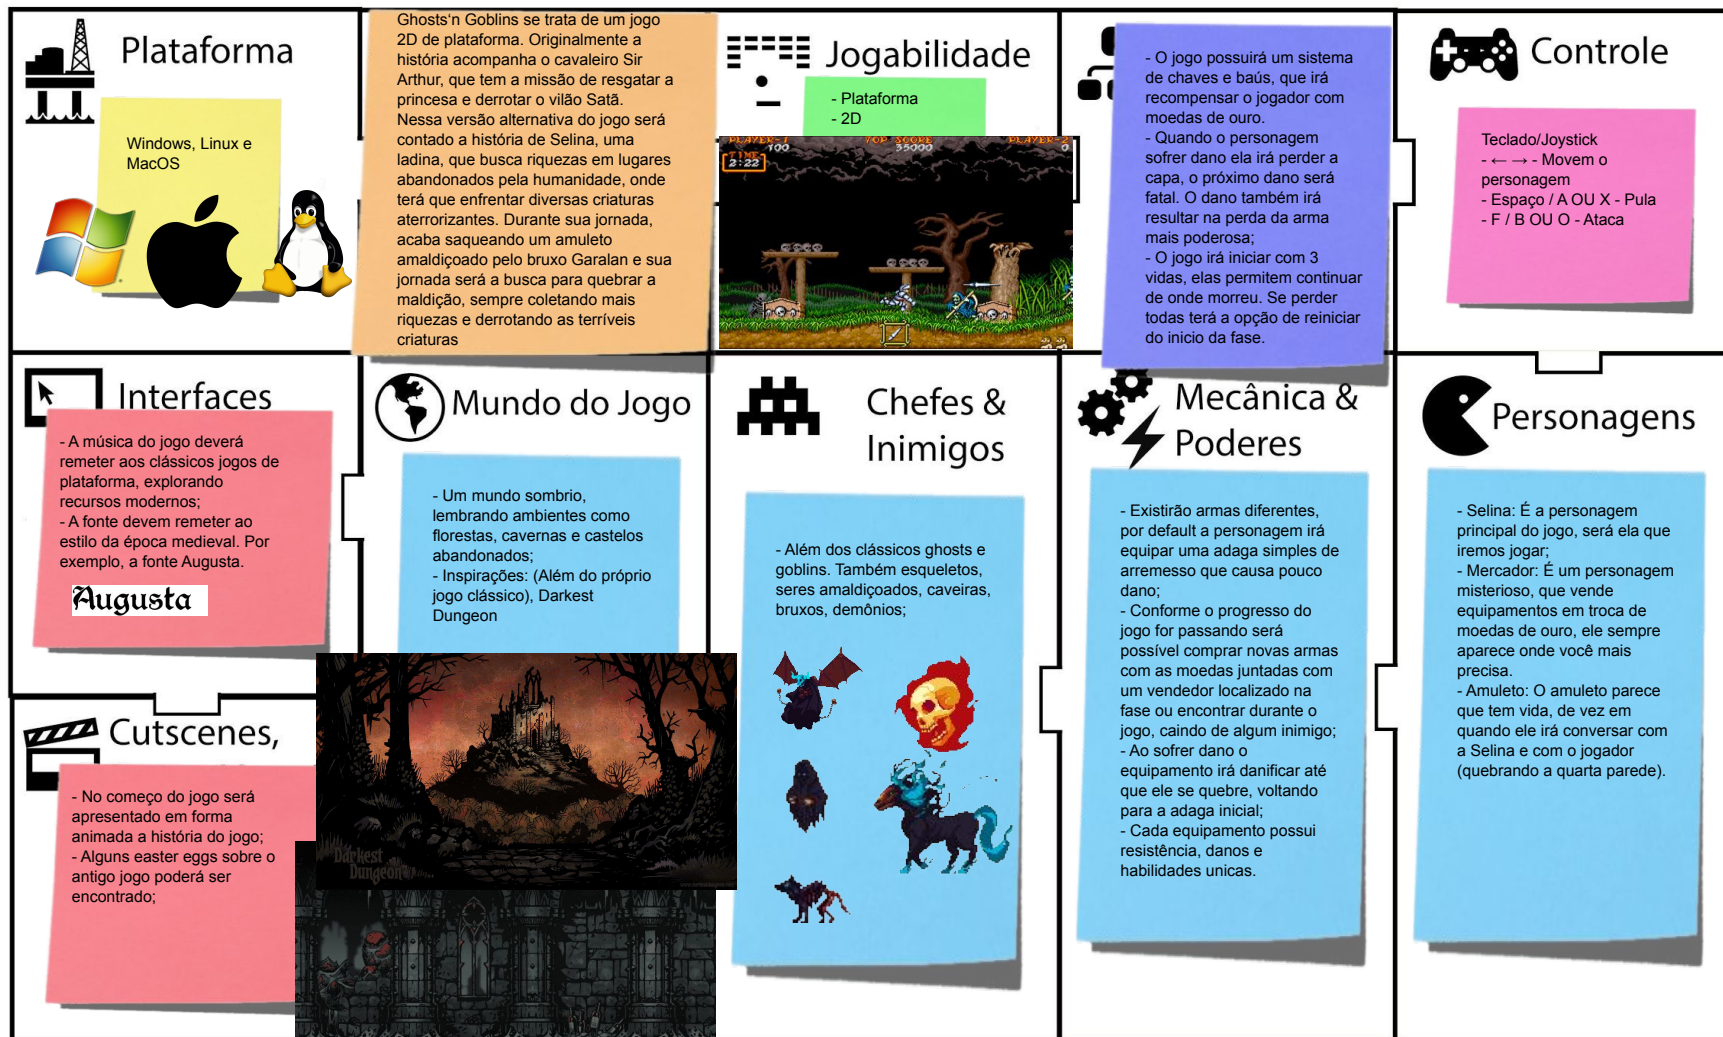 Plataforma
Windows, Linux e
MacOS
Ghosts'n Goblins se trata de um jogo
2D de plataforma. Originalmente a
história acompanha o cavaleiro Sir
Arthur, que tem a missão de resgatar a
princesa e derrotar o vilão Satã.
Nessa versão alternativa do jogo será
contado a história de Selina, uma
ladina, que busca riquezas em lugares
abandonados pela humanidade, onde
terá que enfrentar diversas criaturas
aterrorizantes. Durante sua jornada,
acaba saqueando um amuleto
amaldiçoado pelo bruxo Garalan e sua
jornada será a busca para quebrar a
maldição, sempre coletando mais
riquezas e derrotando as terríveis
criaturas
Jogabilidade
- Plataforma
- 2D
PLAYER-1 TOP SCORE PLAYER-2
100 35000 0
TIME
2:22
- O jogo possuirá um sistema
de chaves e baús, que irá
recompensar o jogador com
moedas de ouro.
- Quando o personagem
sofrer dano ela irá perder a
capa, o próximo dano será
fatal. O dano também irá
resultar na perda da arma
mais poderosa;
- O jogo irá iniciar com 3
vidas, elas permitem continuar
de onde morreu. Se perder
todas terá a opção de reiniciar
do inicio da fase.
Controle
Teclado/Joystick
- ← → - Movem o
personagem
- Espaço / A OU X - Pula
- F / B OU O - Ataca
Interfaces
- A música do jogo deverá
remeter aos clássicos jogos de
plataforma, explorando
recursos modernos;
- A fonte devem remeter ao
estilo da época medieval. Por
exemplo, a fonte Augusta.
Augusta
Mundo do Jogo
- Um mundo sombrio,
lembrando ambientes como
florestas, cavernas e castelos
abandonados;
- Inspirações: (Além do próprio
jogo clássico), Darkest
Dungeon
Darkest
Dungeon
Chefes &
Inimigos
- Além dos clássicos ghosts e
goblins. Também esqueletos,
seres amaldiçoados, caveiras,
bruxos, demônios;
Mecânica &
Poderes
- Existirão armas diferentes,
por default a personagem irá
equipar uma adaga simples de
arremesso que causa pouco
dano;
- Conforme o progresso do
jogo for passando será
possível comprar novas armas
com as moedas juntadas com
um vendedor localizado na
fase ou encontrar durante o
jogo, caindo de algum inimigo;
- Ao sofrer dano o
equipamento irá danificar até
que ele se quebre, voltando
para a adaga inicial;
- Cada equipamento possui
resistência, danos e
habilidades unicas.
Personagens
- Selina: É a personagem
principal do jogo, será ela que
iremos jogar;
- Mercador: É um personagem
misterioso, que vende
equipamentos em troca de
moedas de ouro, ele sempre
aparece onde você mais
precisa.
- Amuleto: O amuleto parece
que tem vida, de vez em
quando ele irá conversar com
a Selina e com o jogador
(quebrando a quarta parede).
Cutscenes,
- No começo do jogo será
apresentado em forma
animada a história do jogo;
- Alguns easter eggs sobre o
antigo jogo poderá ser
encontrado;